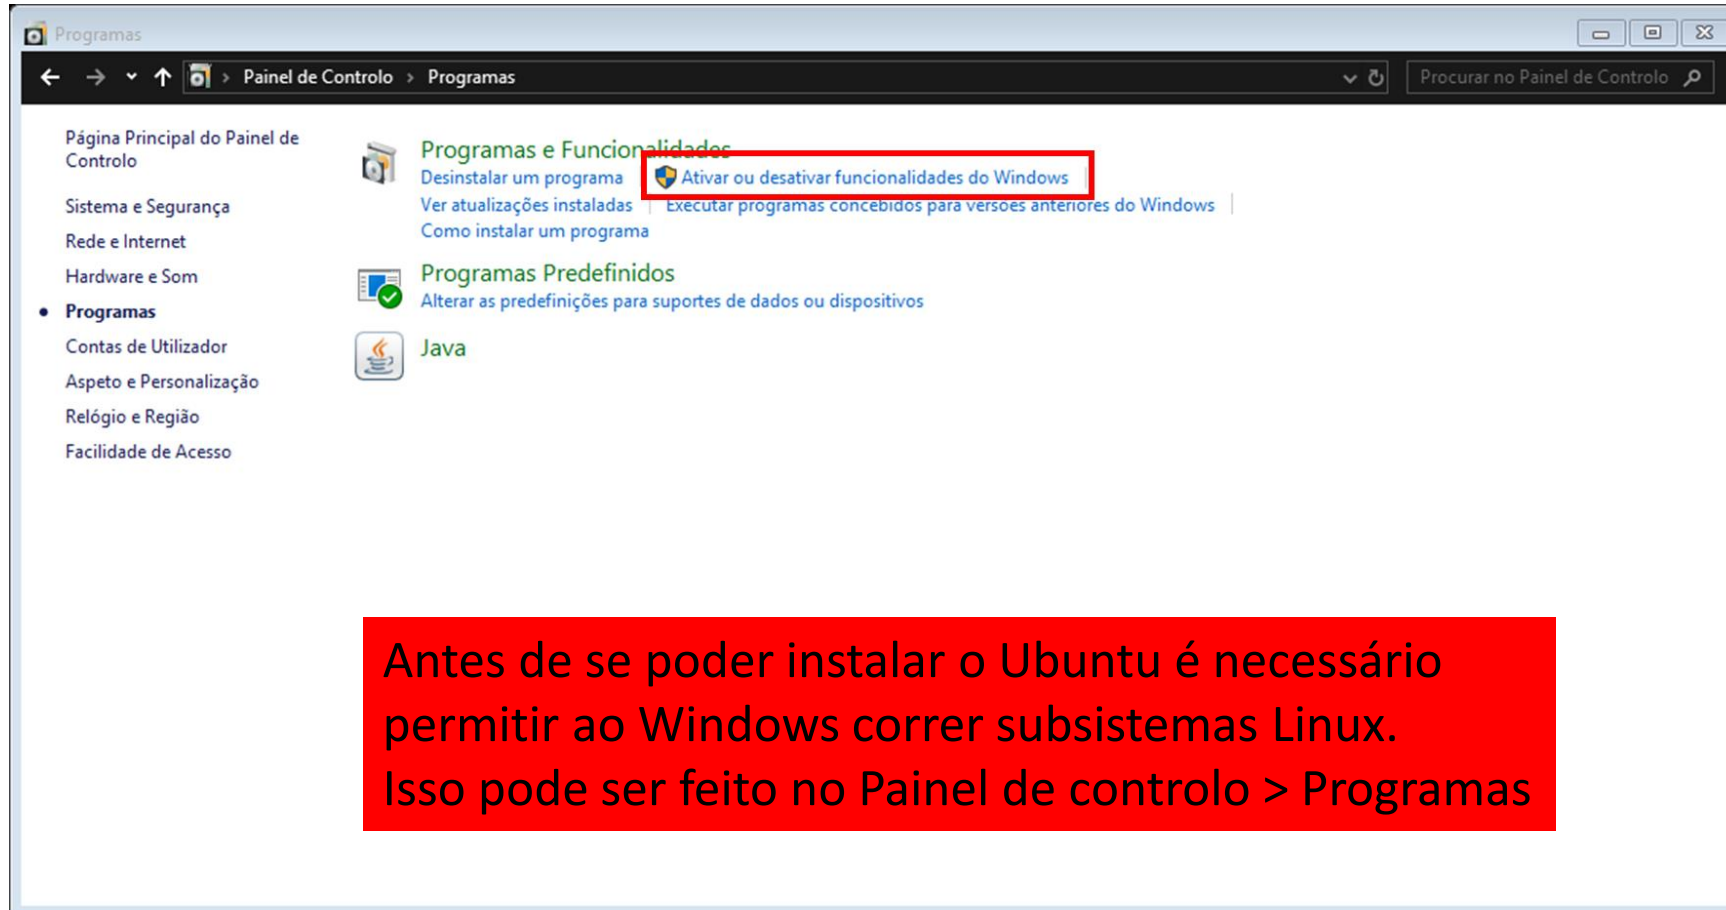 Programas
Painel de Controlo > Programas
Procurar no Painel de Controlo
Página Principal do Painel de
Controlo
Sistema e Segurança
Rede e Internet
Hardware e Som
Programas
Contas de Utilizador
Aspeto e Personalização
Relógio e Região
Facilidade de Acesso
Programas e Funcionalidades
Desinstalar um programa
Ativar ou desativar funcionalidades do Windows
Ver atualizações instaladas
Executar programas concebidos para versões anteriores do Windows
Como instalar um programa
Programas Predefinidos
Alterar as predefinições para suportes de dados ou dispositivos
Java
Antes de se poder instalar o Ubuntu é necessário
permitir ao Windows correr subsistemas Linux.
Isso pode ser feito no Painel de controlo > Programas